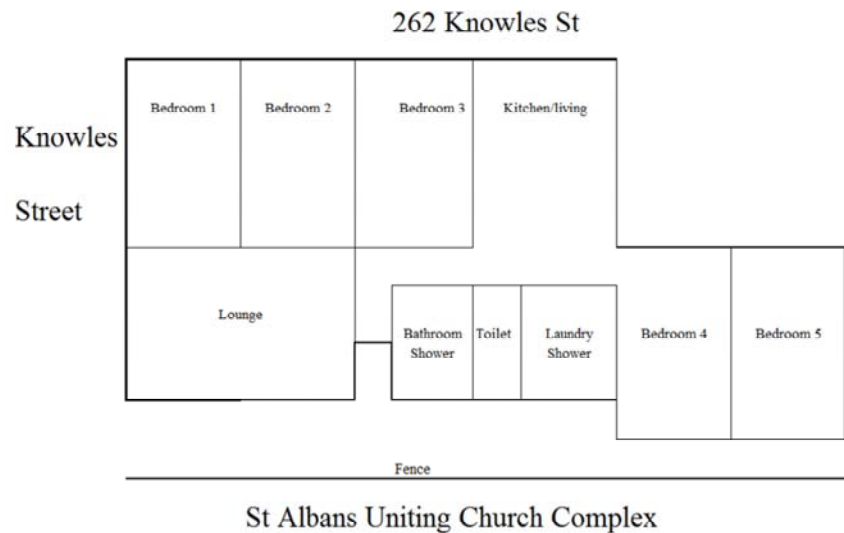 262 Knowles St
Knowles
Street
Bedroom 1
Bedroom 2
Bedroom 3
Kitchen/living
Lounge
Bathroom
Shower
Toilet
Laundry
Shower
Bedroom 4
Bedroom 5
Fence
St Albans Uniting Church Complex